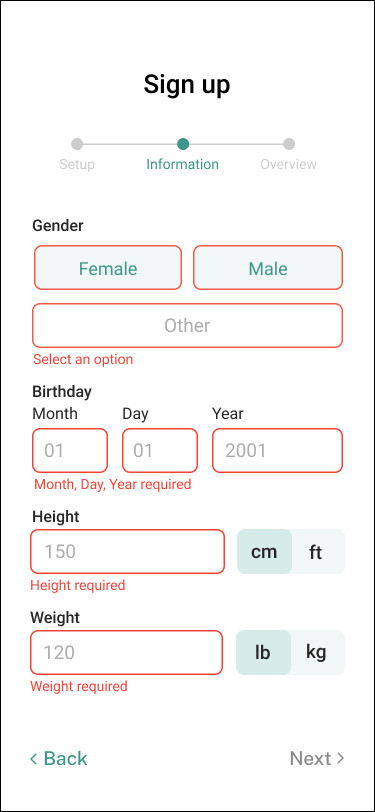 Sign up
Setup Information Overview
Gender
Female Male
Other
Select an option
Birthday
Month Day Year
01 01 2001
Month, Day, Year required
Height
150 cm ft
Height required
Weight
120 lb kg
Weight required
< Back Next >